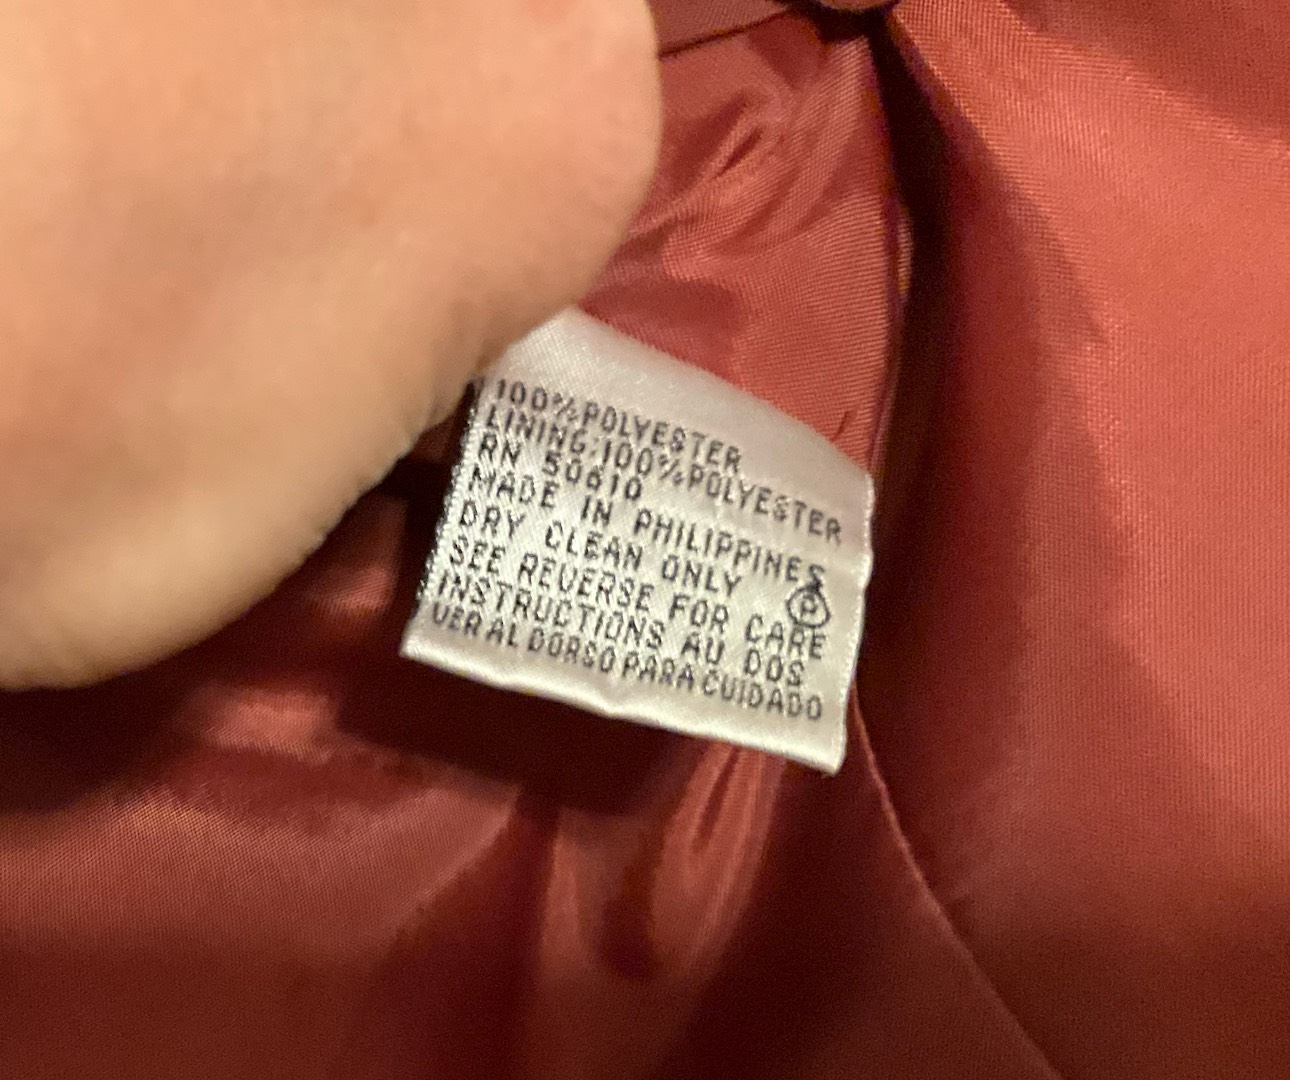 100%POLYESTER
LINING:100%POLYESTER
RN 50610
MADE IN PHILIPPINES
DRY CLEAN ONLY Ⓟ
SEE REVERSE FOR CARE
INSTRUCTIONS AU DOS
VER AL DORSO PARA CUIDADO